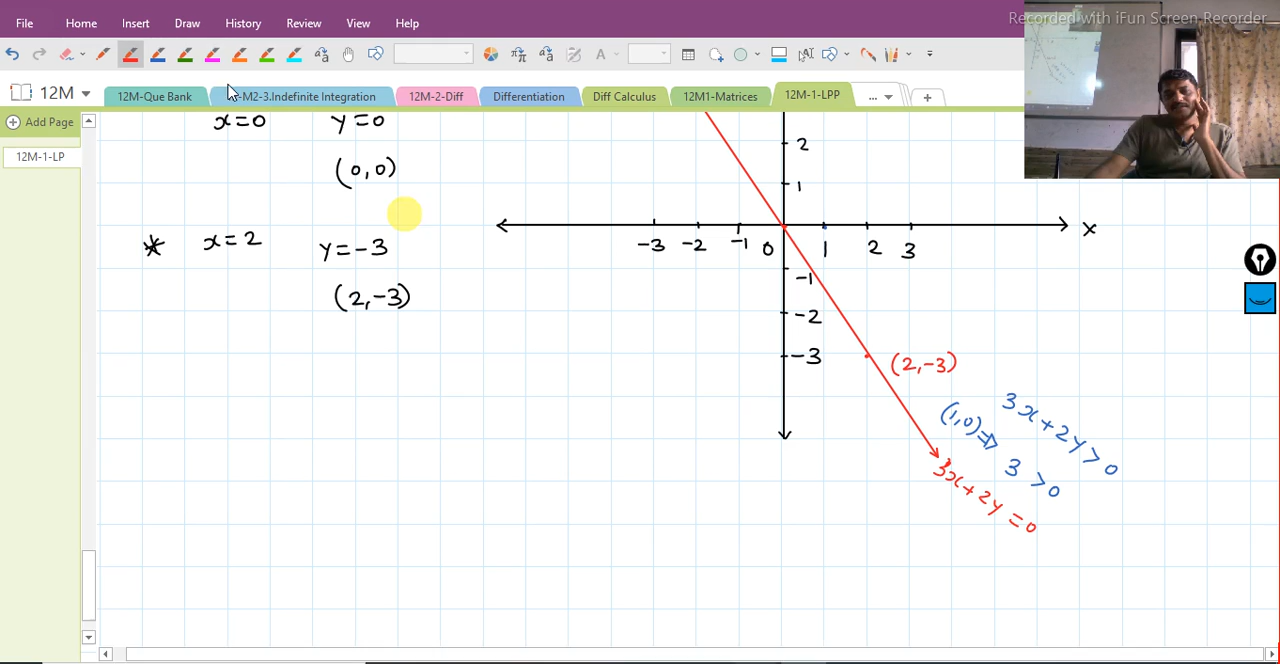 File Home Insert Draw History Review View Help
Recorded with iFun Screen Recorder
12M 12M-Que Bank -M2-3.Indefinite Integration 12M-2-Diff Differentiation Diff Calculus 12M1-Matrices 12M-1-LPP ... +
Add Page
12M-1-LP
x=0 y=0
(0,0)
* x=2 y=-3
(2,-3)
2
1
-3 -2 -1 0 1 2 3 x
-1
-2
-3
(2,-3)
3x+2y>0
(1,0)⇒ 3>0
3x+2y=0